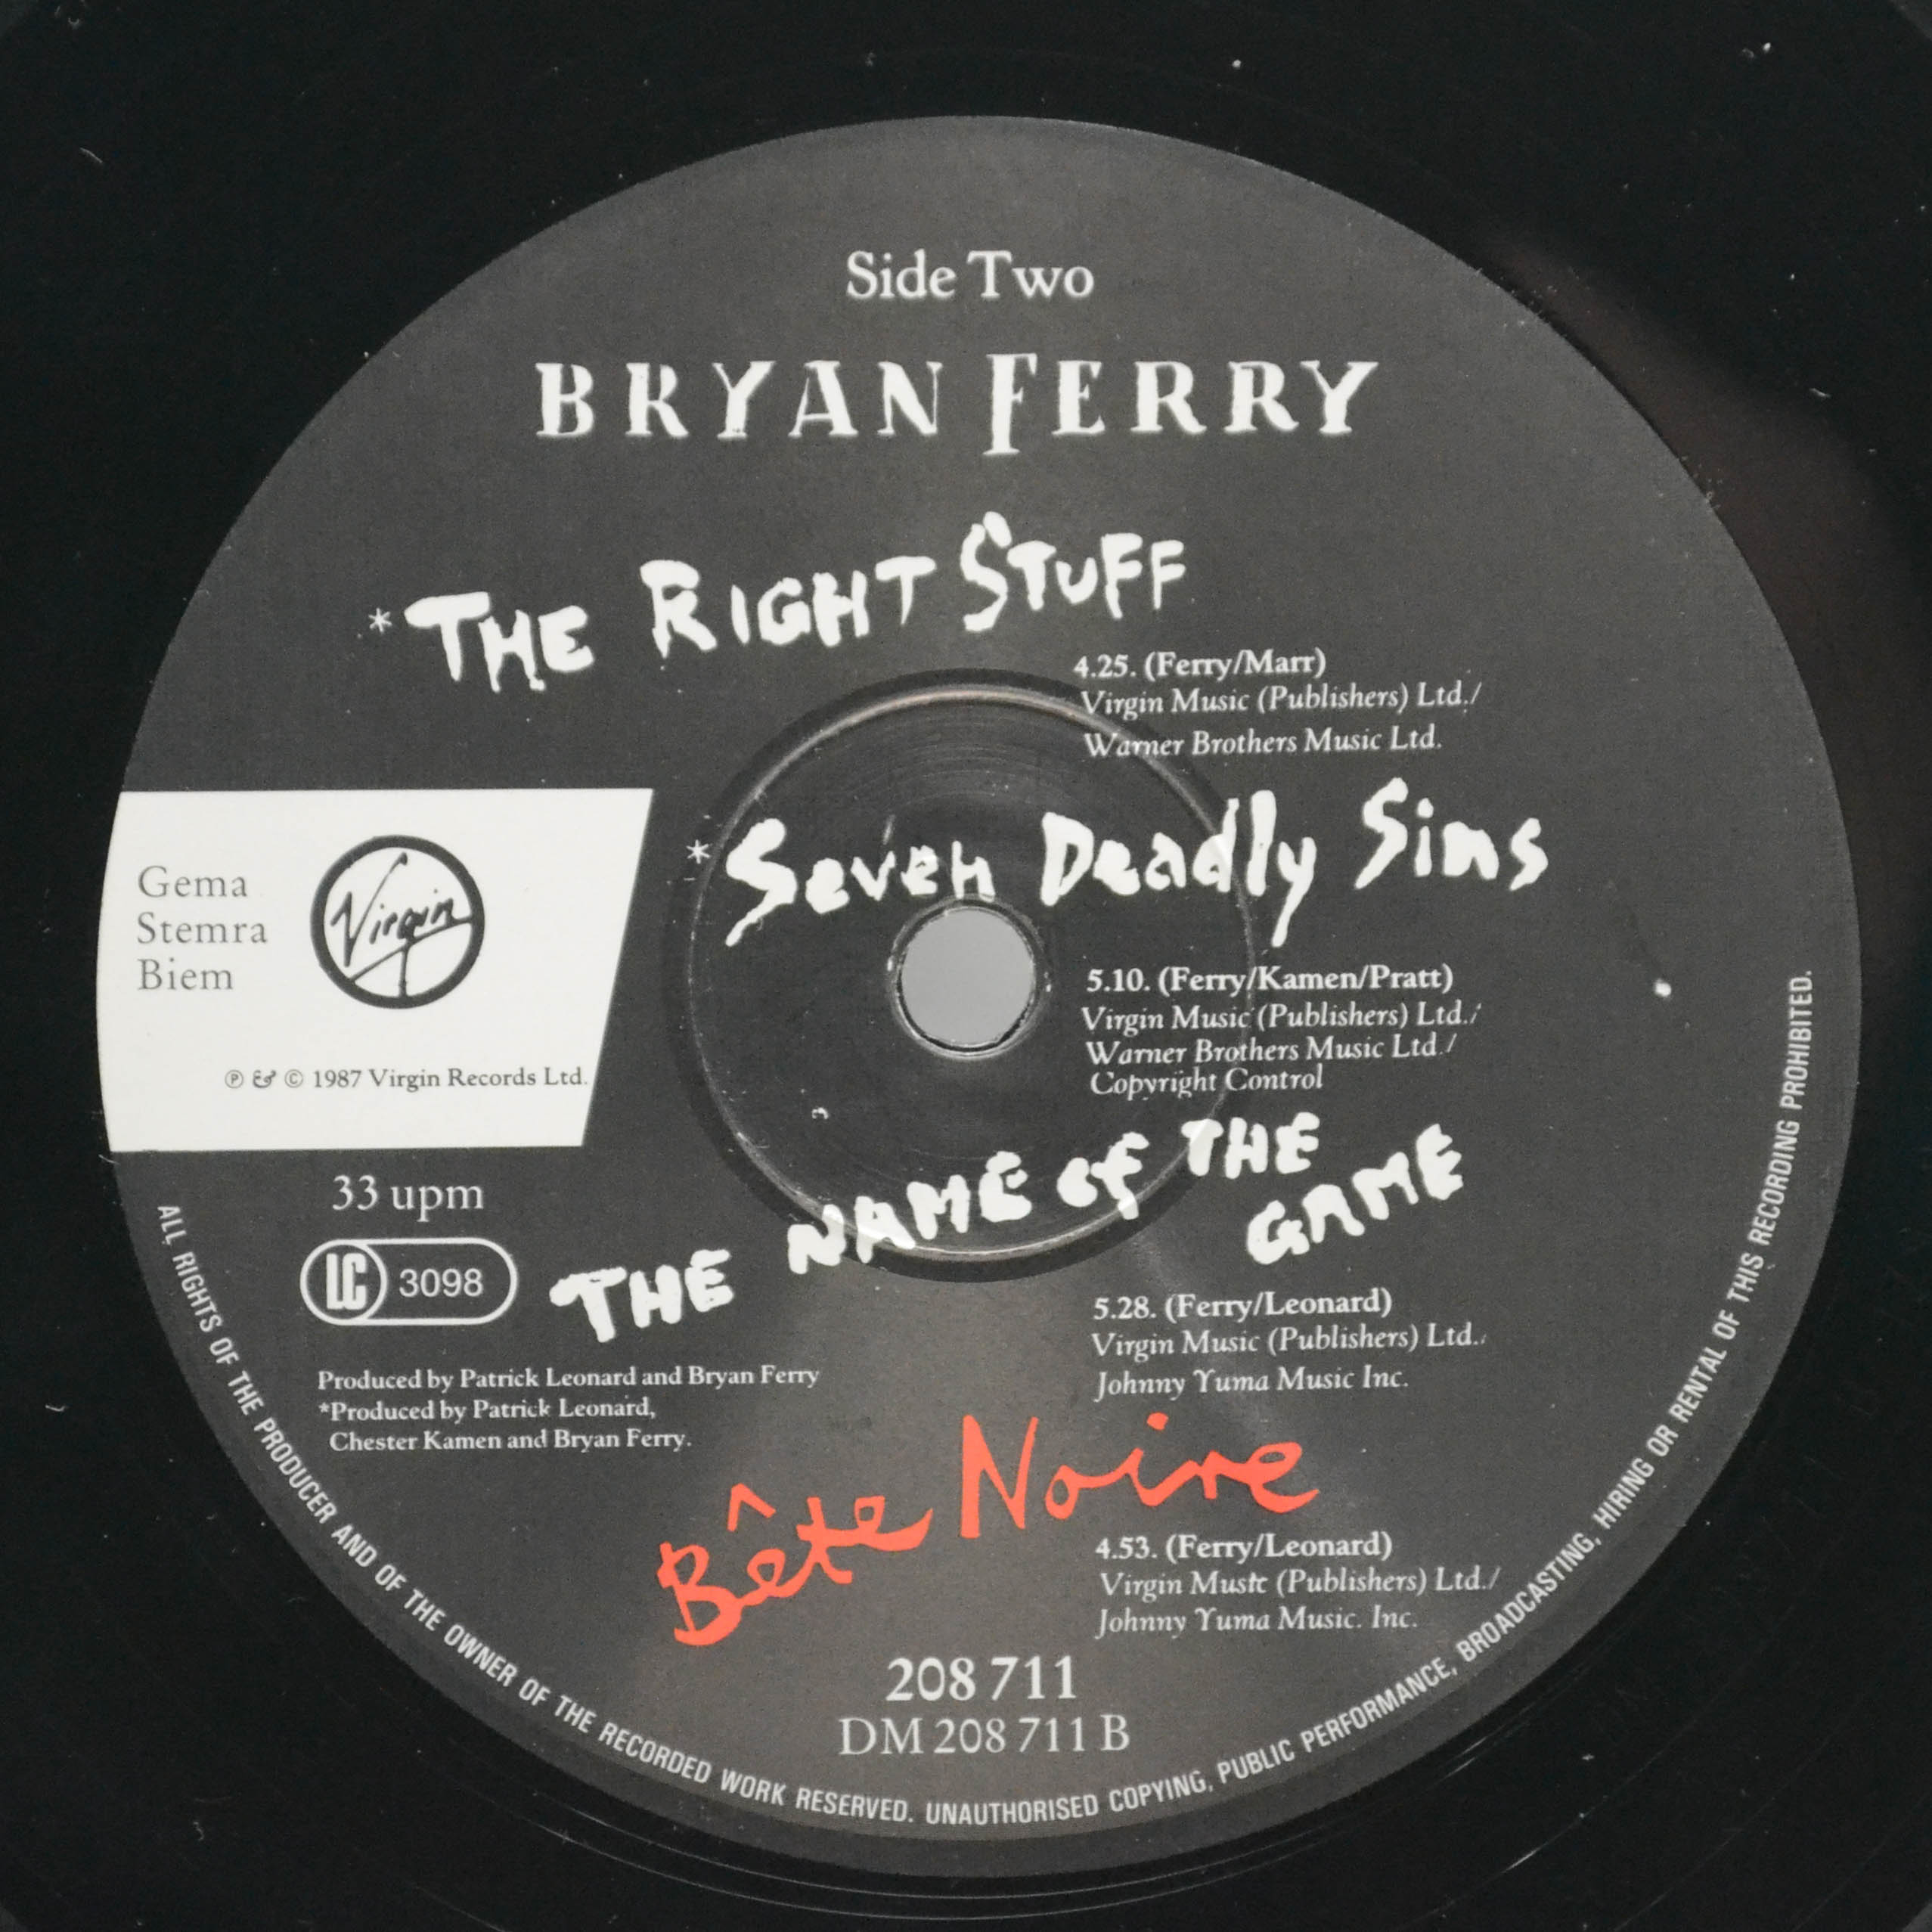 Side Two
BRYAN FERRY
*THE RIGHT STUFF
4.25. (Ferry/Marr)
Virgin Music (Publishers) Ltd./
Warner Brothers Music Ltd.
*Seven Deadly Sins
Gema
Stemra
Biem
Virgin
℗ & © 1987 Virgin Records Ltd.
5.10. (Ferry/Kamen/Pratt)
Virgin Music (Publishers) Ltd./
Warner Brothers Music Ltd./
Copyright Control
THE NAME OF THE
GAME
33 upm
LC 3098
5.28. (Ferry/Leonard)
Virgin Music (Publishers) Ltd./
Johnny Yuma Music Inc.
Produced by Patrick Leonard and Bryan Ferry
*Produced by Patrick Leonard,
Chester Kamen and Bryan Ferry.
Bête Noire
4.53. (Ferry/Leonard)
Virgin Music (Publishers) Ltd./
Johnny Yuma Music. Inc.
208 711
DM 208 711 B
ALL RIGHTS OF THE PRODUCER AND OF THE OWNER OF THE RECORDED WORK RESERVED. UNAUTHORISED COPYING, PUBLIC PERFORMANCE, BROADCASTING, HIRING OR RENTAL OF THIS RECORDING PROHIBITED.